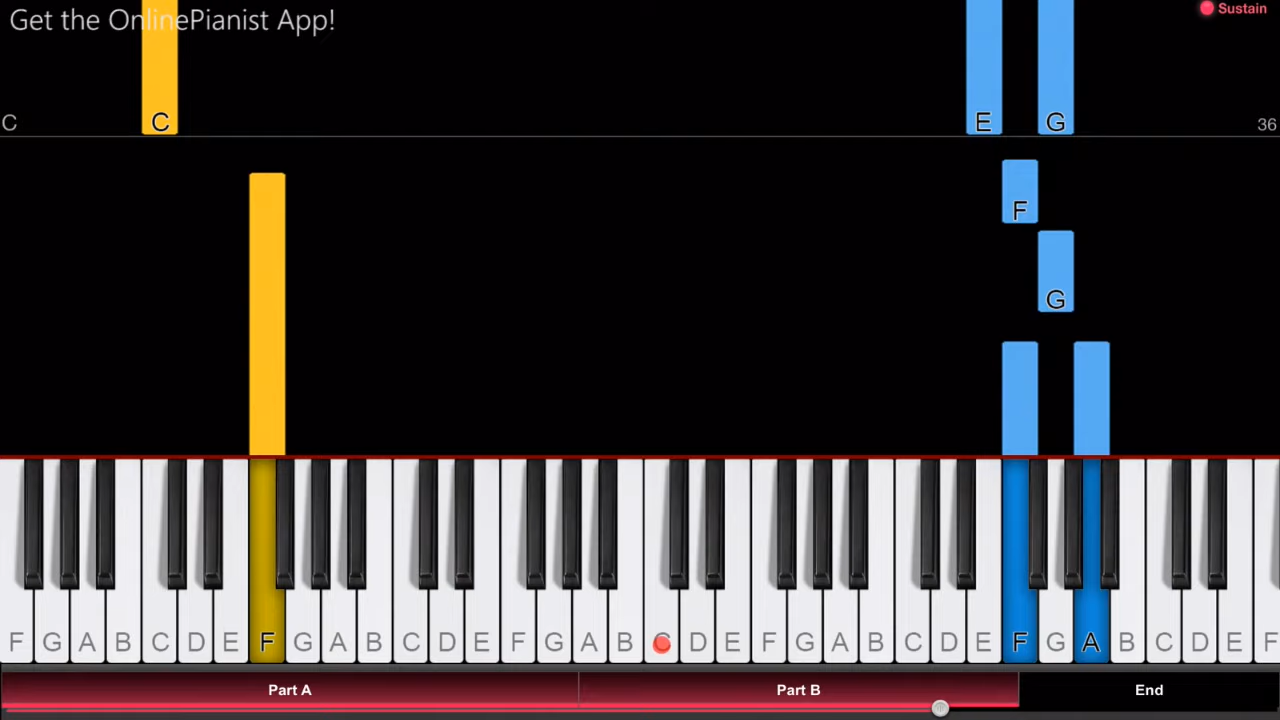 Get the OnlinePianist App!
Sustain
C
C
E G
36
F
G
F G A B C D E F G A B C D E F G A B C D E F G A B C D E F G A B C D E F
Part A
Part B
End